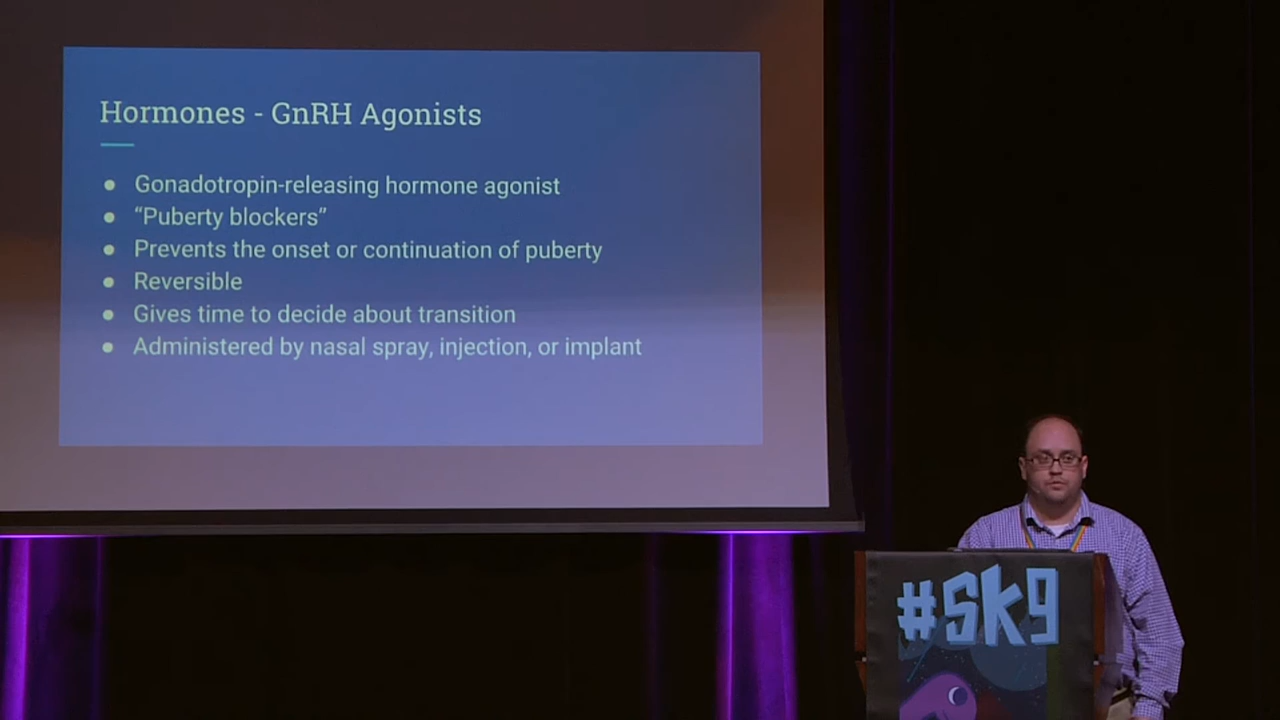 Hormones - GnRH Agonists
● Gonadotropin-releasing hormone agonist
● “Puberty blockers”
● Prevents the onset or continuation of puberty
● Reversible
● Gives time to decide about transition
● Administered by nasal spray, injection, or implant
#sk9